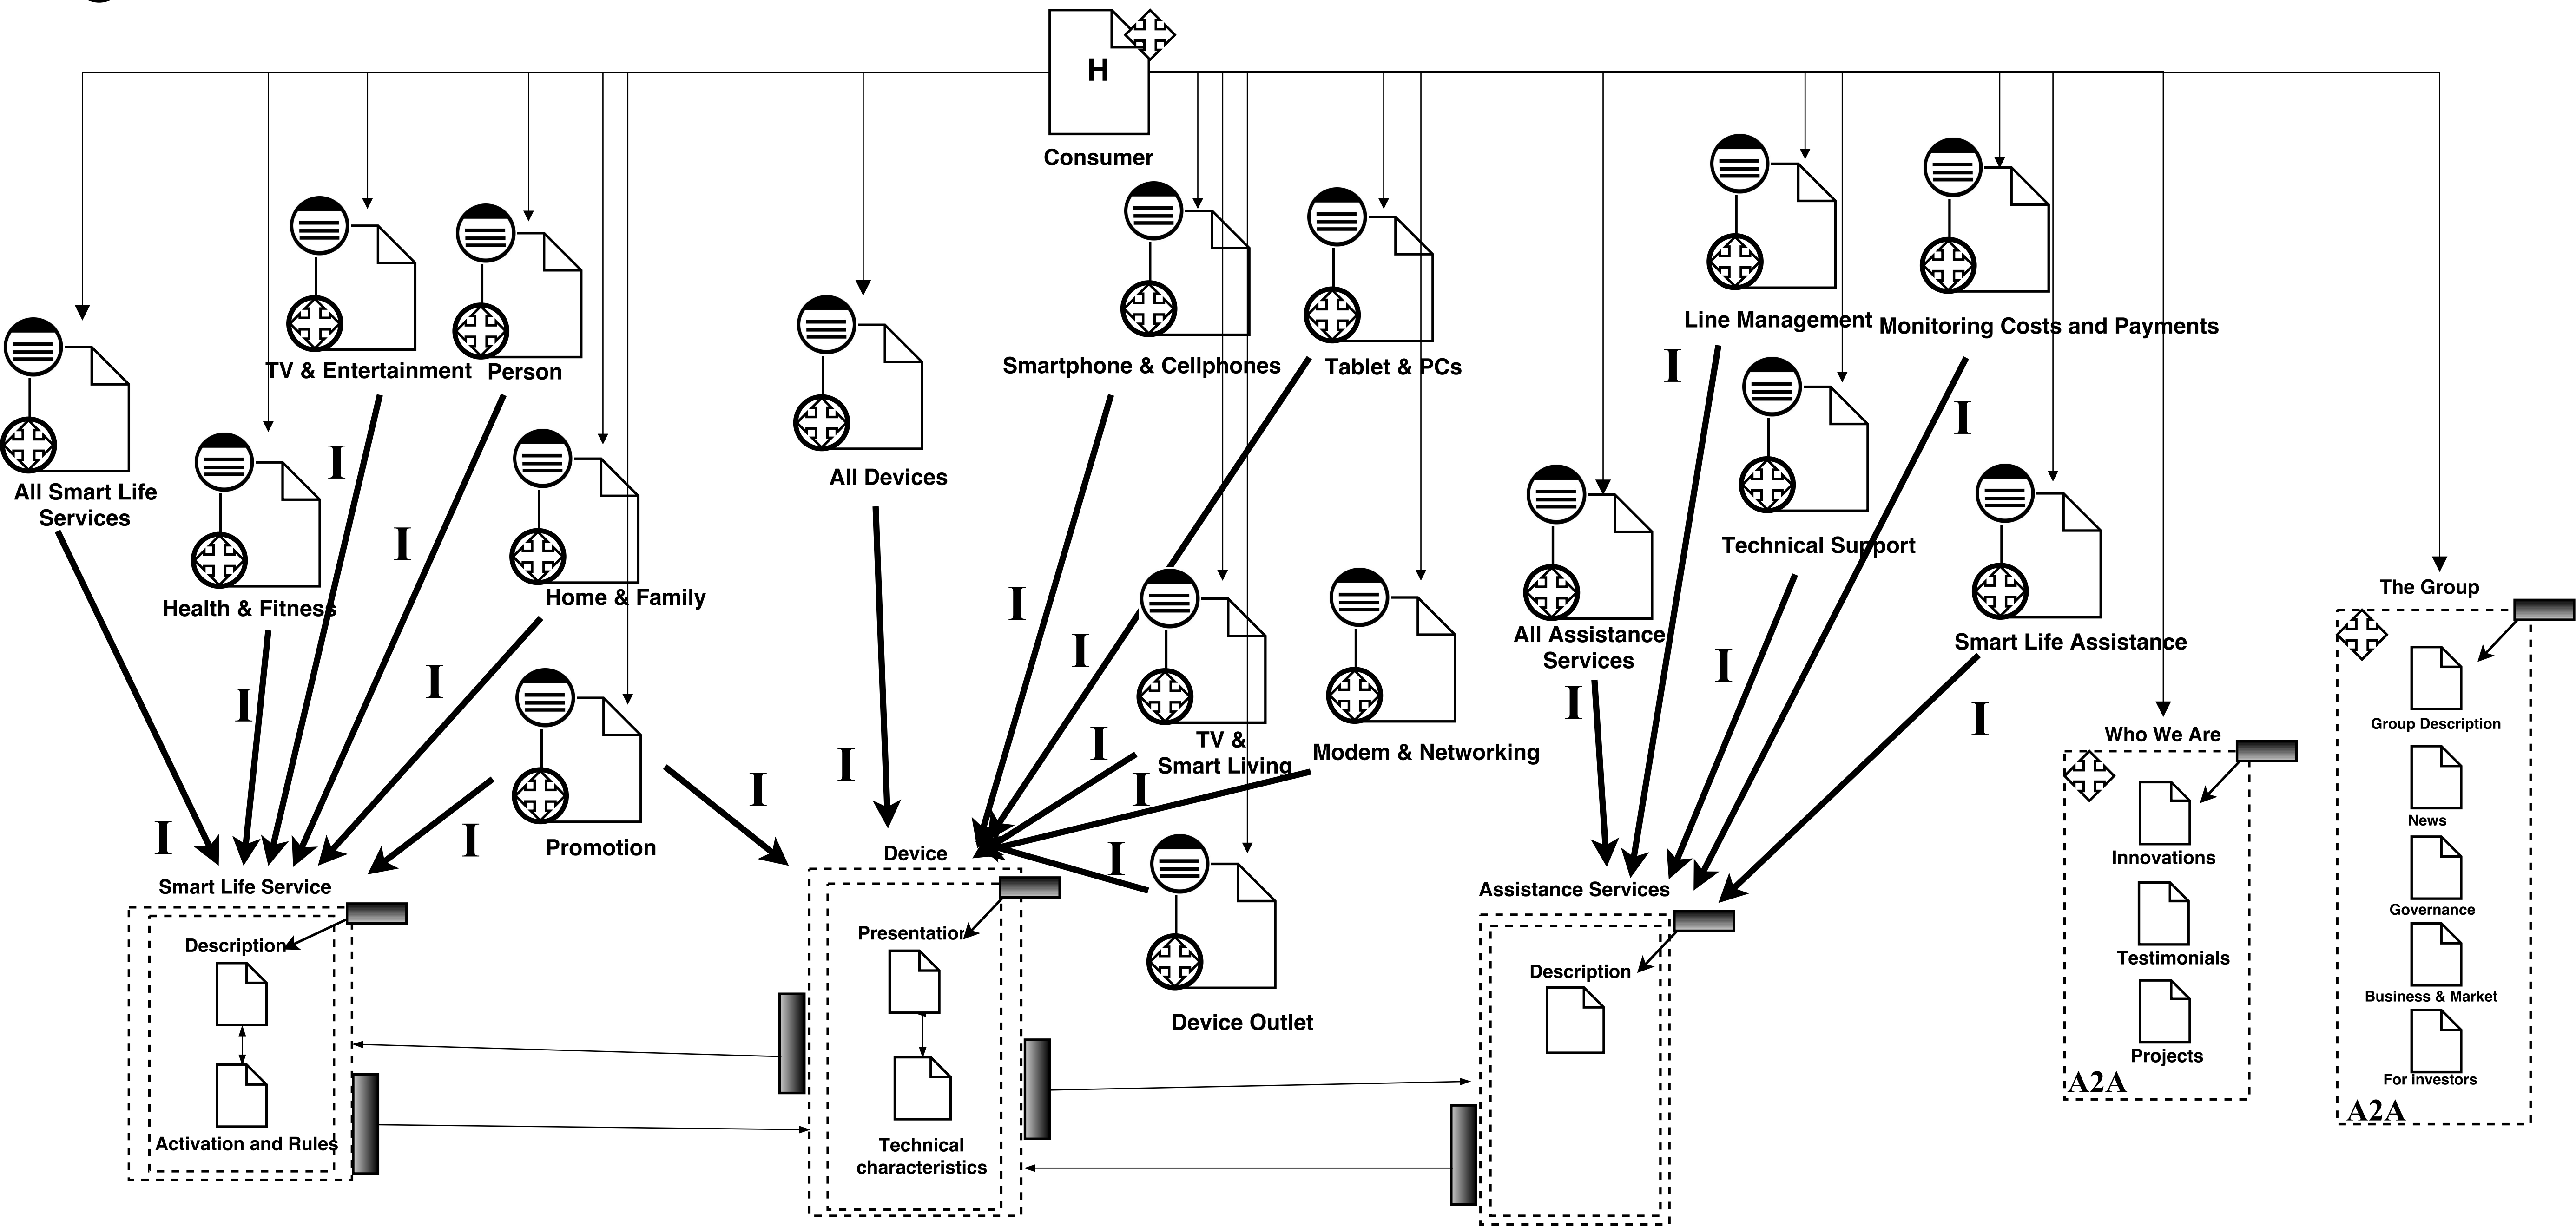 H
Consumer
Line Management
Monitoring Costs and Payments
TV & Entertainment
Person
Smartphone & Cellphones
Tablet & PCs
I
I
I
All Devices
All Smart Life
Services
I
Technical Support
The Group
Home & Family
Health & Fitness
I
All Assistance
Services
Smart Life Assistance
I
I
I
I
I
I
I
Group Description
Who We Are
TV &
Smart Living
Modem & Networking
I
I
I
I
News
I
I
Promotion
Device
I
Innovations
Smart Life Service
Assistance Services
Governance
Description
Presentation
Description
Testimonials
Business & Market
Device Outlet
Projects
For investors
A2A
A2A
Activation and Rules
Technical
characteristics